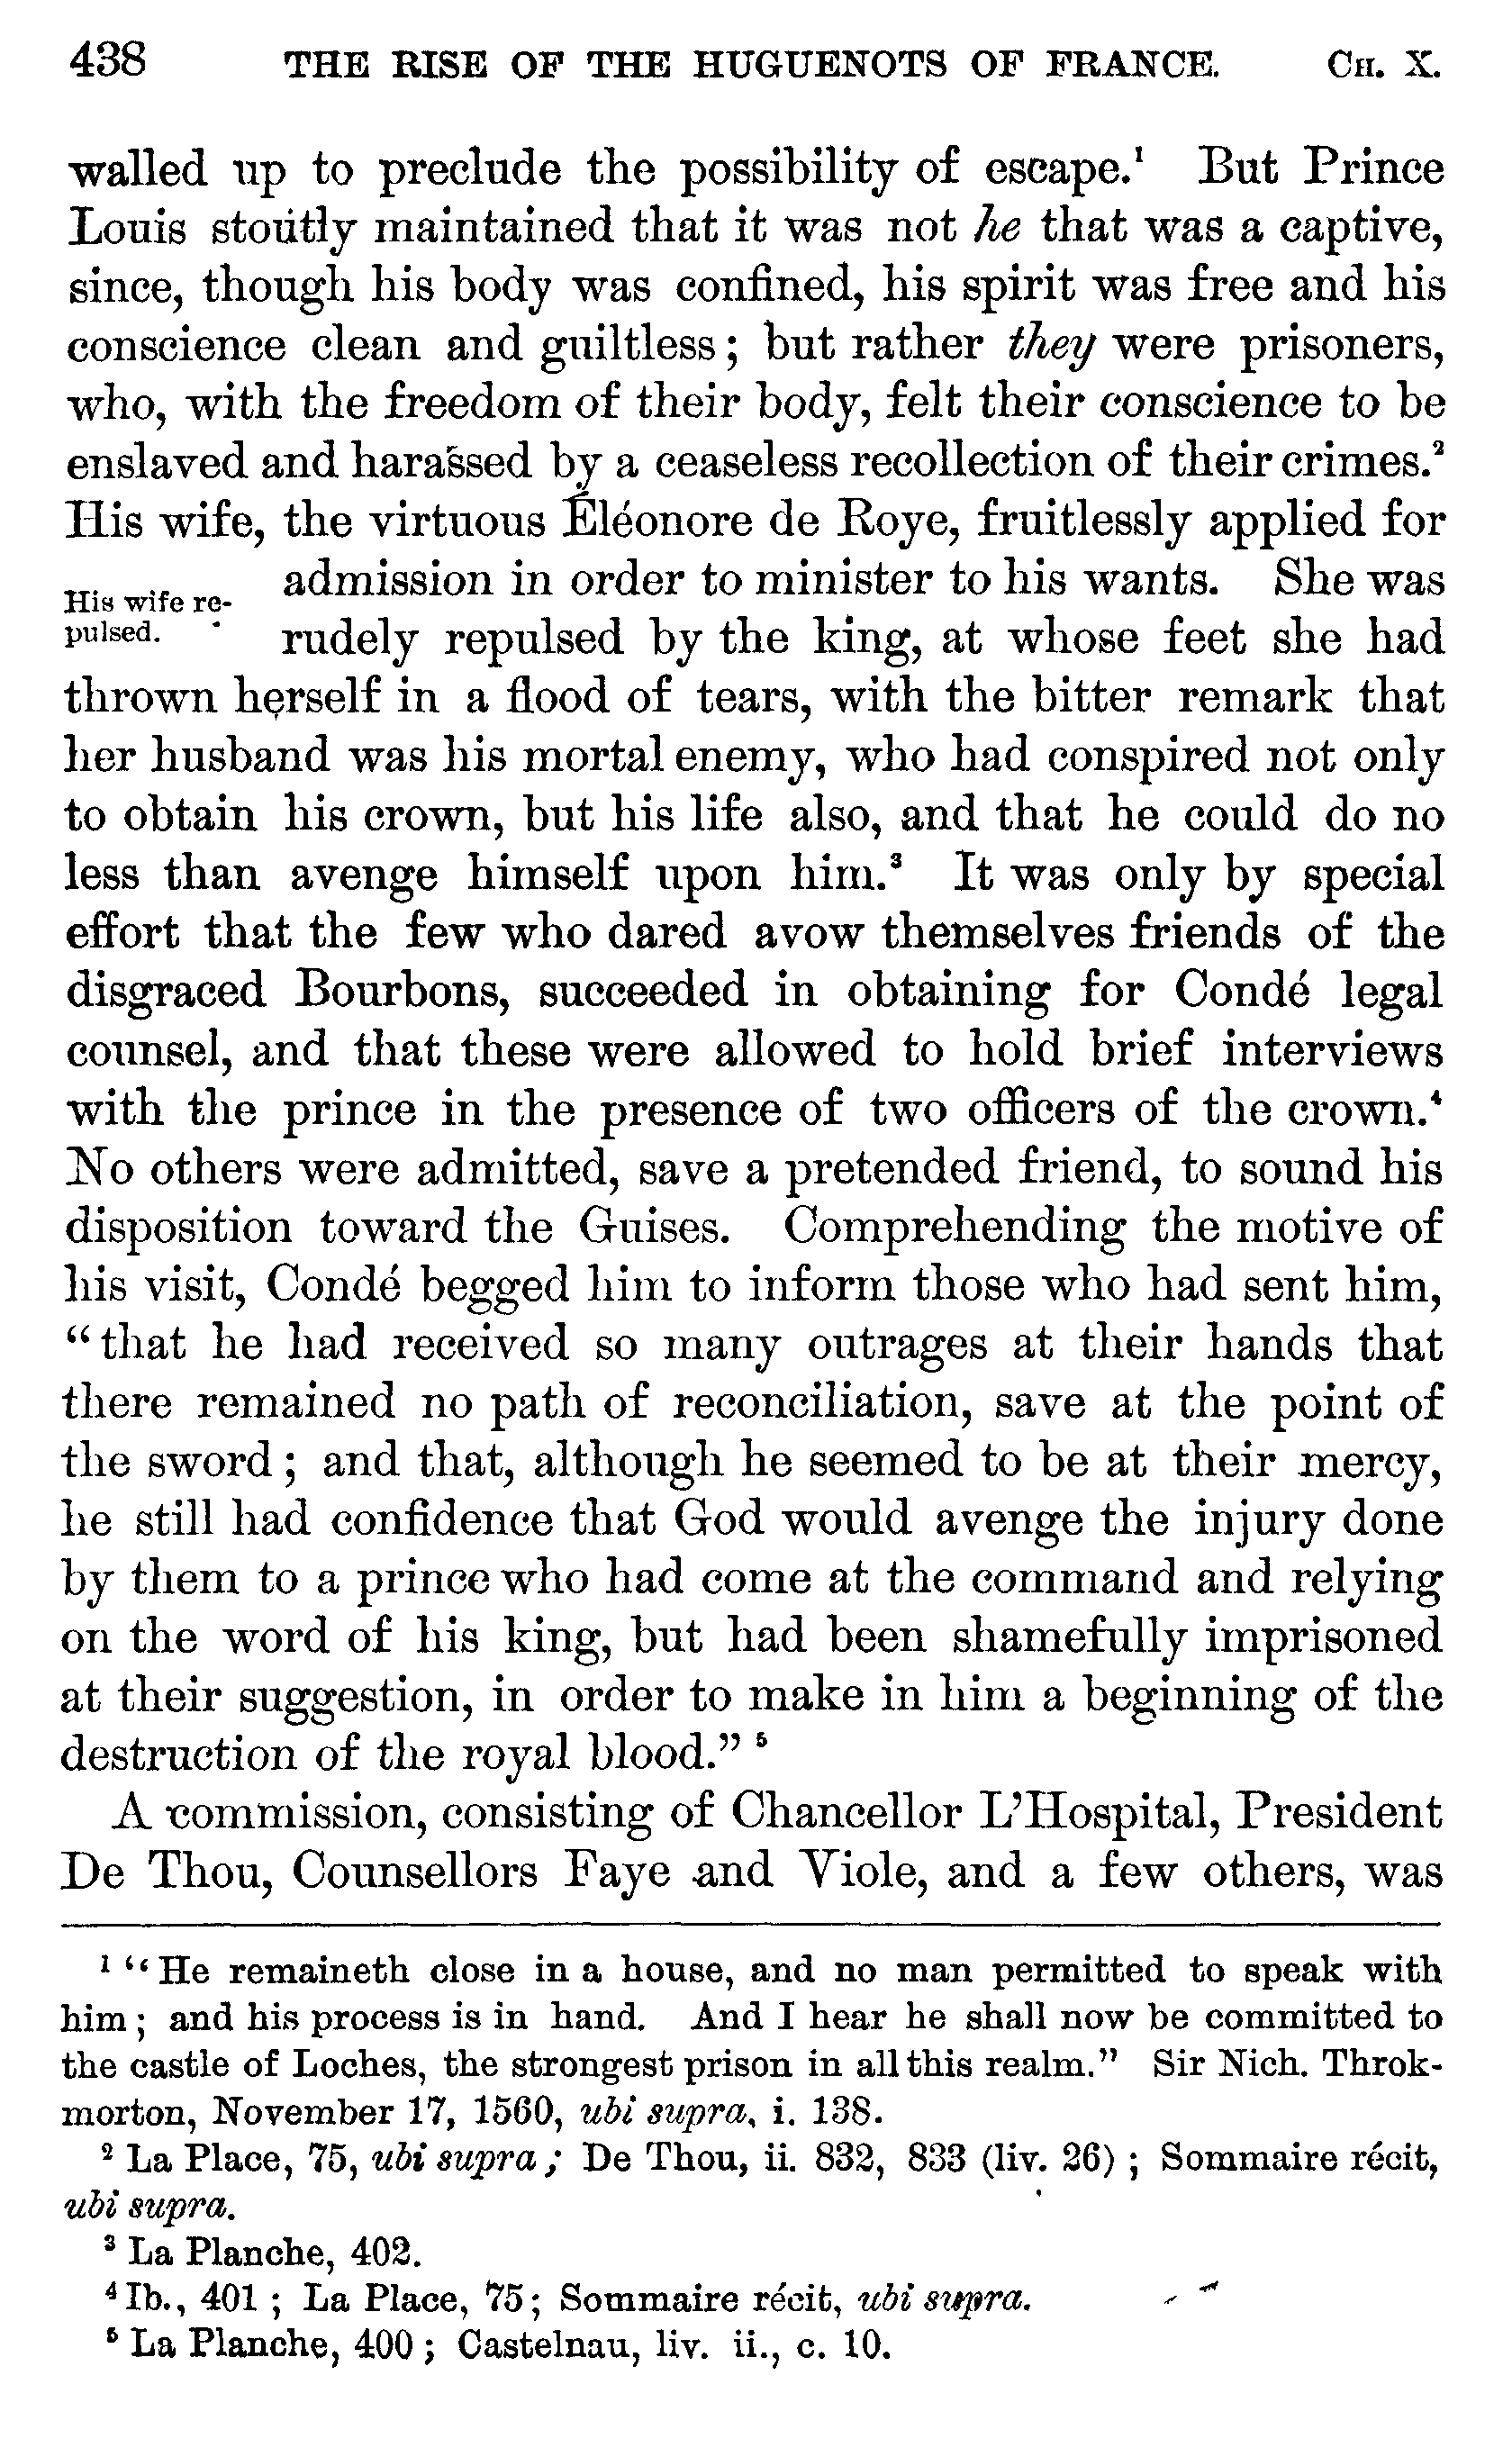 438 THE RISE OF THE HUGUENOTS OF FRANCE. CH. X.
walled up to preclude the possibility of escape.¹ But Prince
Louis stoutly maintained that it was not he that was a captive,
since, though his body was confined, his spirit was free and his
conscience clean and guiltless; but rather they were prisoners,
who, with the freedom of their body, felt their conscience to be
enslaved and harassed by a ceaseless recollection of their crimes.²
His wife, the virtuous Éléonore de Roye, fruitlessly applied for
His wife re-
pulsed.
admission in order to minister to his wants. She was
rudely repulsed by the king, at whose feet she had
thrown herself in a flood of tears, with the bitter remark that
her husband was his mortal enemy, who had conspired not only
to obtain his crown, but his life also, and that he could do no
less than avenge himself upon him.³ It was only by special
effort that the few who dared avow themselves friends of the
disgraced Bourbons, succeeded in obtaining for Condé legal
counsel, and that these were allowed to hold brief interviews
with the prince in the presence of two officers of the crown.⁴
No others were admitted, save a pretended friend, to sound his
disposition toward the Guises. Comprehending the motive of
his visit, Condé begged him to inform those who had sent him,
"that he had received so many outrages at their hands that
there remained no path of reconciliation, save at the point of
the sword; and that, although he seemed to be at their mercy,
he still had confidence that God would avenge the injury done
by them to a prince who had come at the command and relying
on the word of his king, but had been shamefully imprisoned
at their suggestion, in order to make in him a beginning of the
destruction of the royal blood."⁵
A commission, consisting of Chancellor L'Hospital, President
De Thou, Counsellors Faye and Viole, and a few others, was
¹ "He remaineth close in a house, and no man permitted to speak with
him; and his process is in hand. And I hear he shall now be committed to
the castle of Loches, the strongest prison in all this realm." Sir Nich. Throk-
morton, November 17, 1560, ubi supra, i. 138.
² La Place, 75, ubi supra; De Thou, ii. 832, 833 (liv. 26); Sommaire récit,
ubi supra.
³ La Planche, 402.
⁴ Ib., 401; La Place, 75; Sommaire récit, ubi supra.
⁵ La Planche, 400; Castelnau, liv. ii., c. 10.